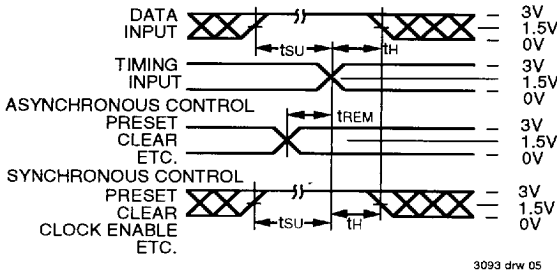 DATA
INPUT
tSU
tH
3V
1.5V
0V
TIMING
INPUT
3V
1.5V
0V
ASYNCHRONOUS CONTROL
PRESET
CLEAR
ETC.
tREM
3V
1.5V
0V
SYNCHRONOUS CONTROL
PRESET
CLEAR
CLOCK ENABLE
ETC.
tSU
tH
3V
1.5V
0V
3093 drw 05